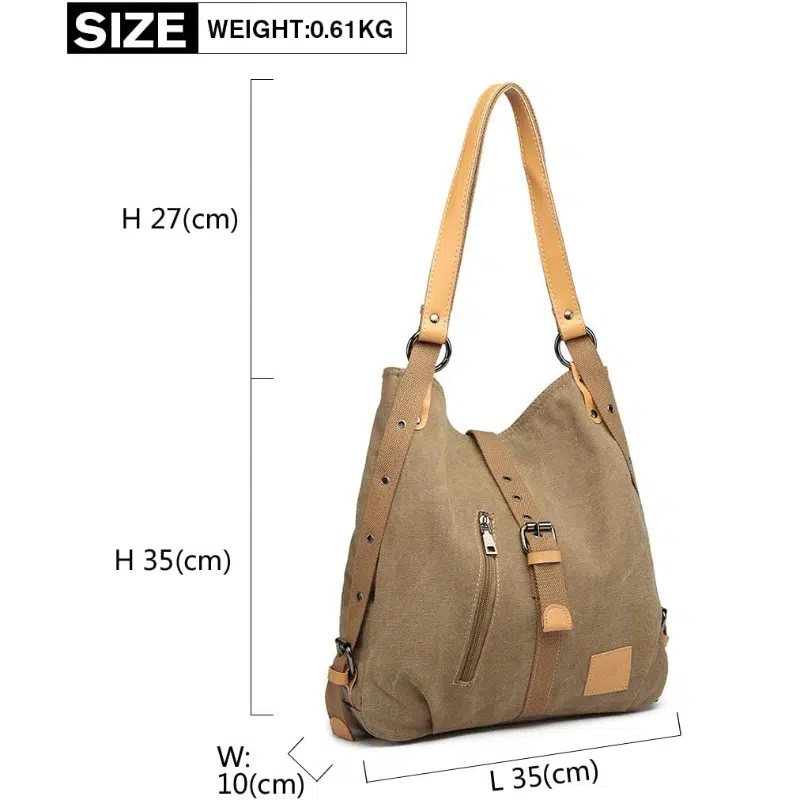 SIZE WEIGHT:0.61KG
H 27(cm)
H 35(cm)
W:
10(cm)
L 35(cm)